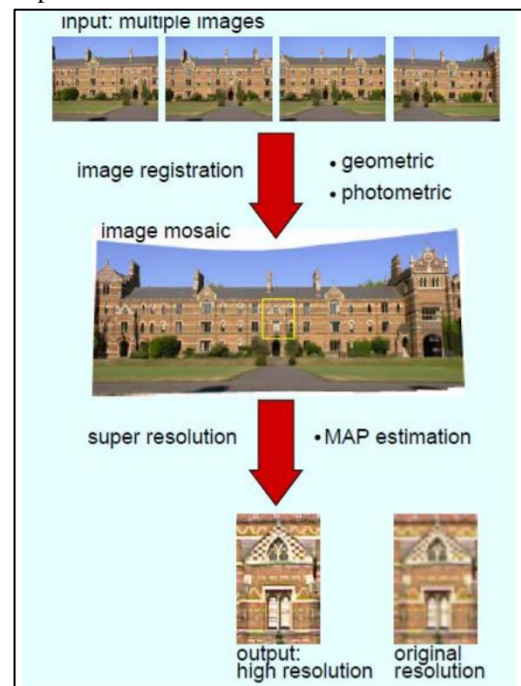 input: multiple images
image registration
• geometric
• photometric
image mosaic
super resolution
• MAP estimation
output:
high resolution
original
resolution